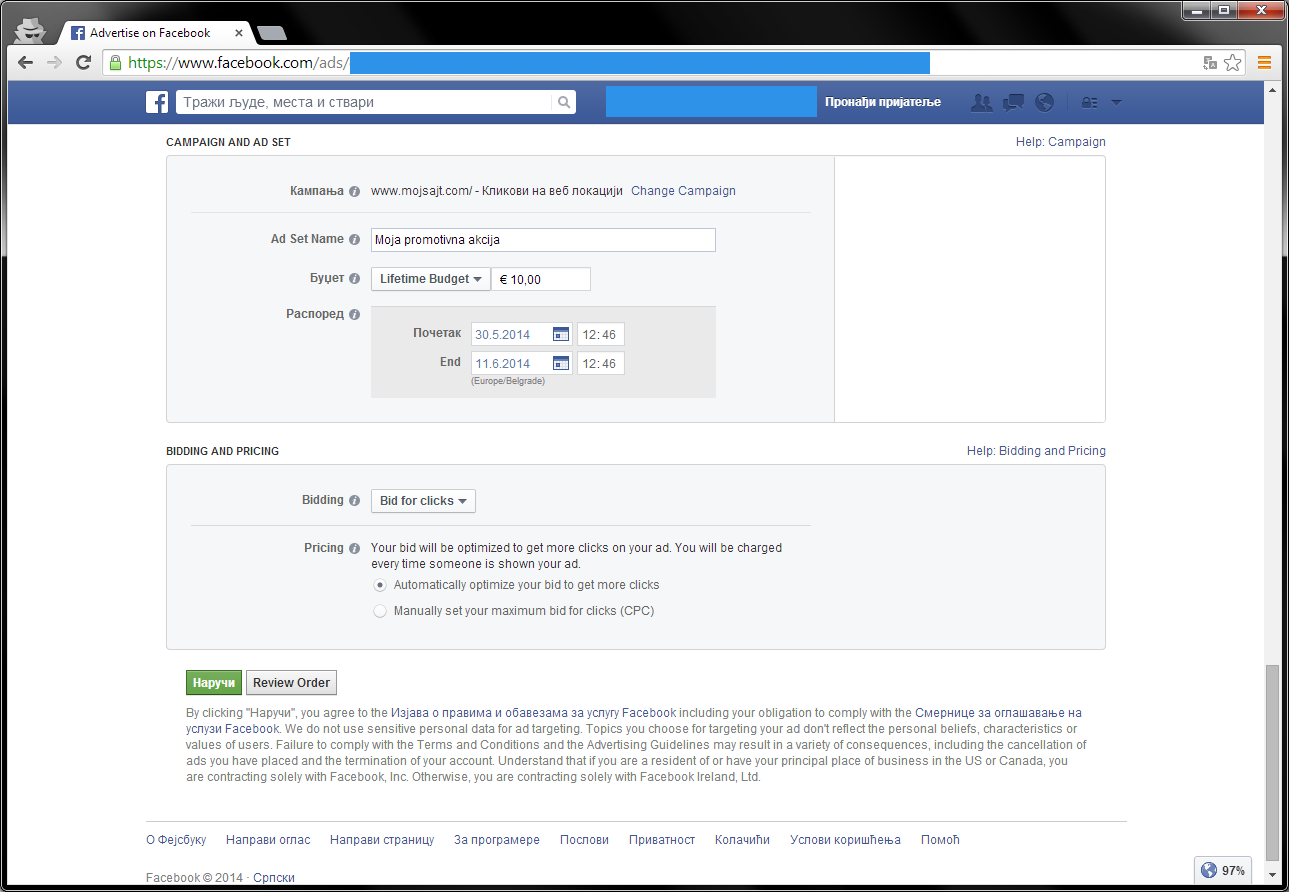 Advertise on Facebook
https://www.facebook.com/ads/
Тражи људе, места и ствари
Пронађи пријатеље
CAMPAIGN AND AD SET
Help: Campaign
Кампања
www.mojsajt.com/ - Кликови на веб локацији Change Campaign
Ad Set Name
Moja promotivna akcija
Буџет
Lifetime Budget
€ 10,00
Распоред
Почетак
30.5.2014
12:46
End
11.6.2014
12:46
(Europe/Belgrade)
BIDDING AND PRICING
Help: Bidding and Pricing
Bidding
Bid for clicks
Pricing
Your bid will be optimized to get more clicks on your ad. You will be charged
every time someone is shown your ad.
Automatically optimize your bid to get more clicks
Manually set your maximum bid for clicks (CPC)
Наручи
Review Order
By clicking "Наручи", you agree to the Изјава о правима и обавезама за услугу Facebook including your obligation to comply with the Смернице за оглашавање на
услузи Facebook. We do not use sensitive personal data for ad targeting. Topics you choose for targeting your ad don't reflect the personal beliefs, characteristics or
values of users. Failure to comply with the Terms and Conditions and the Advertising Guidelines may result in a variety of consequences, including the cancellation of
ads you have placed and the termination of your account. Understand that if you are a resident of or have your principal place of business in the US or Canada, you
are contracting solely with Facebook, Inc. Otherwise, you are contracting solely with Facebook Ireland, Ltd.
О Фејсбуку Направи оглас Направи страницу За програмере Послови Приватност Колачићи Услови коришћења Помоћ
Facebook © 2014 · Српски
97%